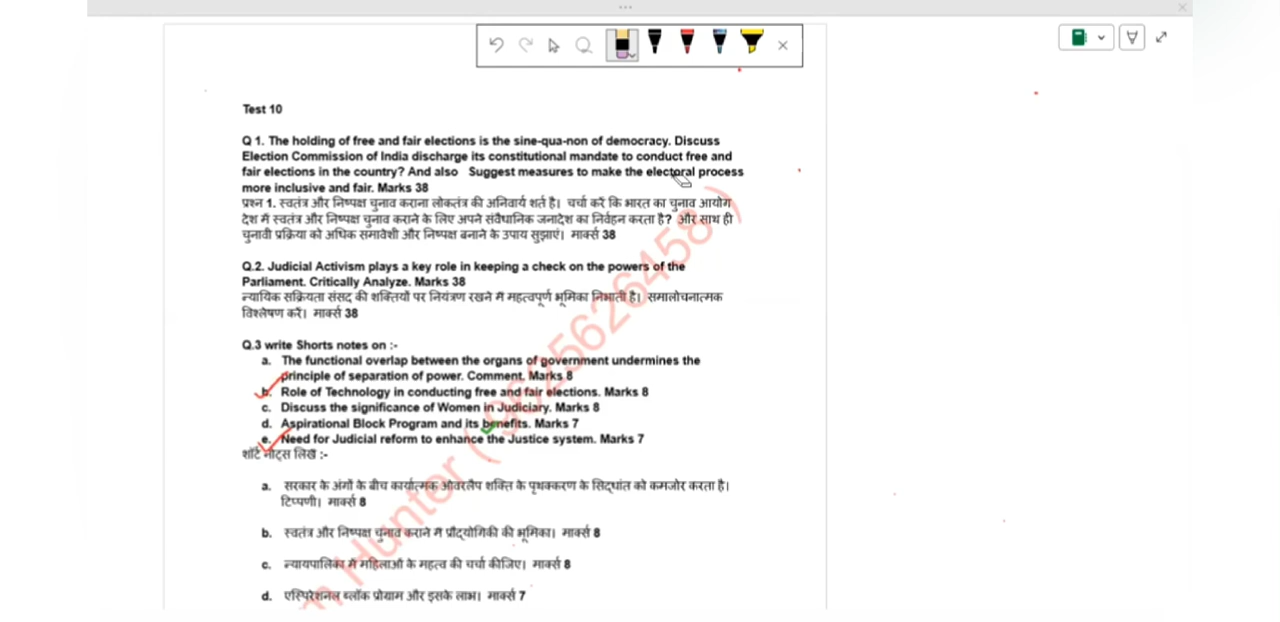 Test 10
Q 1. The holding of free and fair elections is the sine-qua-non of democracy. Discuss
Election Commission of India discharge its constitutional mandate to conduct free and
fair elections in the country? And also Suggest measures to make the electoral process
more inclusive and fair. Marks 38
प्रश्न 1. स्वतंत्र और निष्पक्ष चुनाव कराना लोकतंत्र की अनिवार्य शर्त है। चर्चा करें कि भारत का चुनाव आयोग
देश में स्वतंत्र और निष्पक्ष चुनाव कराने के लिए अपने संवैधानिक जनादेश का निर्वहन करता है? और साथ ही
चुनावी प्रक्रिया को अधिक समावेशी और निष्पक्ष बनाने के उपाय सुझाएं। मार्क्स 38
Q.2. Judicial Activism plays a key role in keeping a check on the powers of the
Parliament. Critically Analyze. Marks 38
न्यायिक सक्रियता संसद की शक्तियों पर नियंत्रण रखने में महत्वपूर्ण भूमिका निभाती है। समालोचनात्मक
विश्लेषण करें। मार्क्स 38
Q.3 write Shorts notes on :-
a. The functional overlap between the organs of government undermines the
principle of separation of power. Comment. Marks 8
b. Role of Technology in conducting free and fair elections. Marks 8
c. Discuss the significance of Women in Judiciary. Marks 8
d. Aspirational Block Program and its benefits. Marks 7
e. Need for Judicial reform to enhance the Justice system. Marks 7
शॉर्ट नोट्स लिखें :-
a. सरकार के अंगों के बीच कार्यात्मक ओवरलैप शक्ति के पृथक्करण के सिद्धांत को कमजोर करता है।
टिप्पणी। मार्क्स 8
b. स्वतंत्र और निष्पक्ष चुनाव कराने में प्रौद्योगिकी की भूमिका। मार्क्स 8
c. न्यायपालिका में महिलाओं के महत्व की चर्चा कीजिए। मार्क्स 8
d. एस्पिरेशनल ब्लॉक प्रोग्राम और इसके लाभ। मार्क्स 7
m Hunter ( 9625626458 )